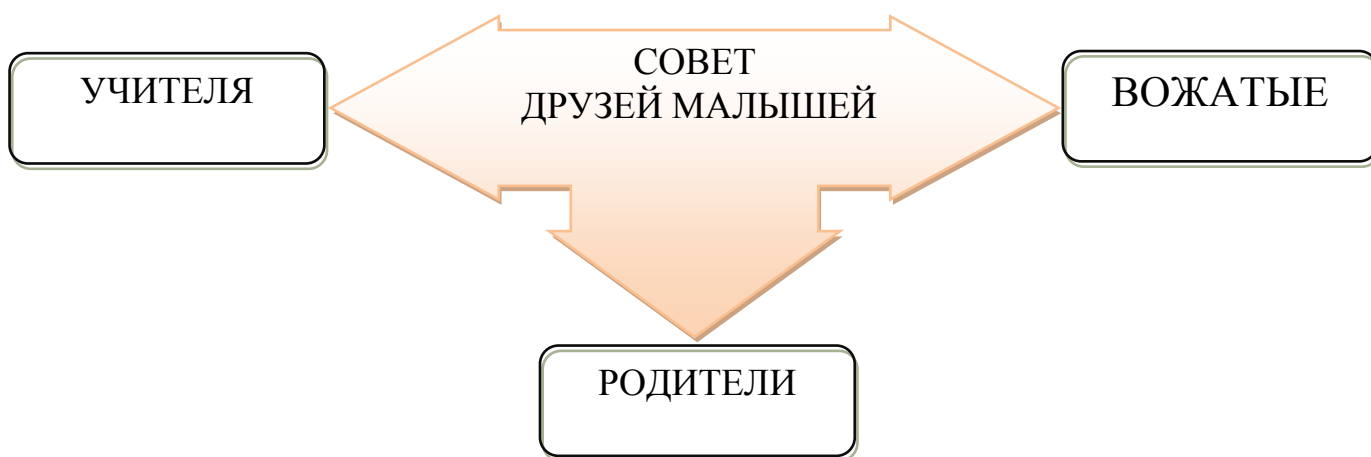 СОВЕТ
ДРУЗЕЙ МАЛЫШЕЙ
УЧИТЕЛЯ
ВОЖАТЫЕ
РОДИТЕЛИ